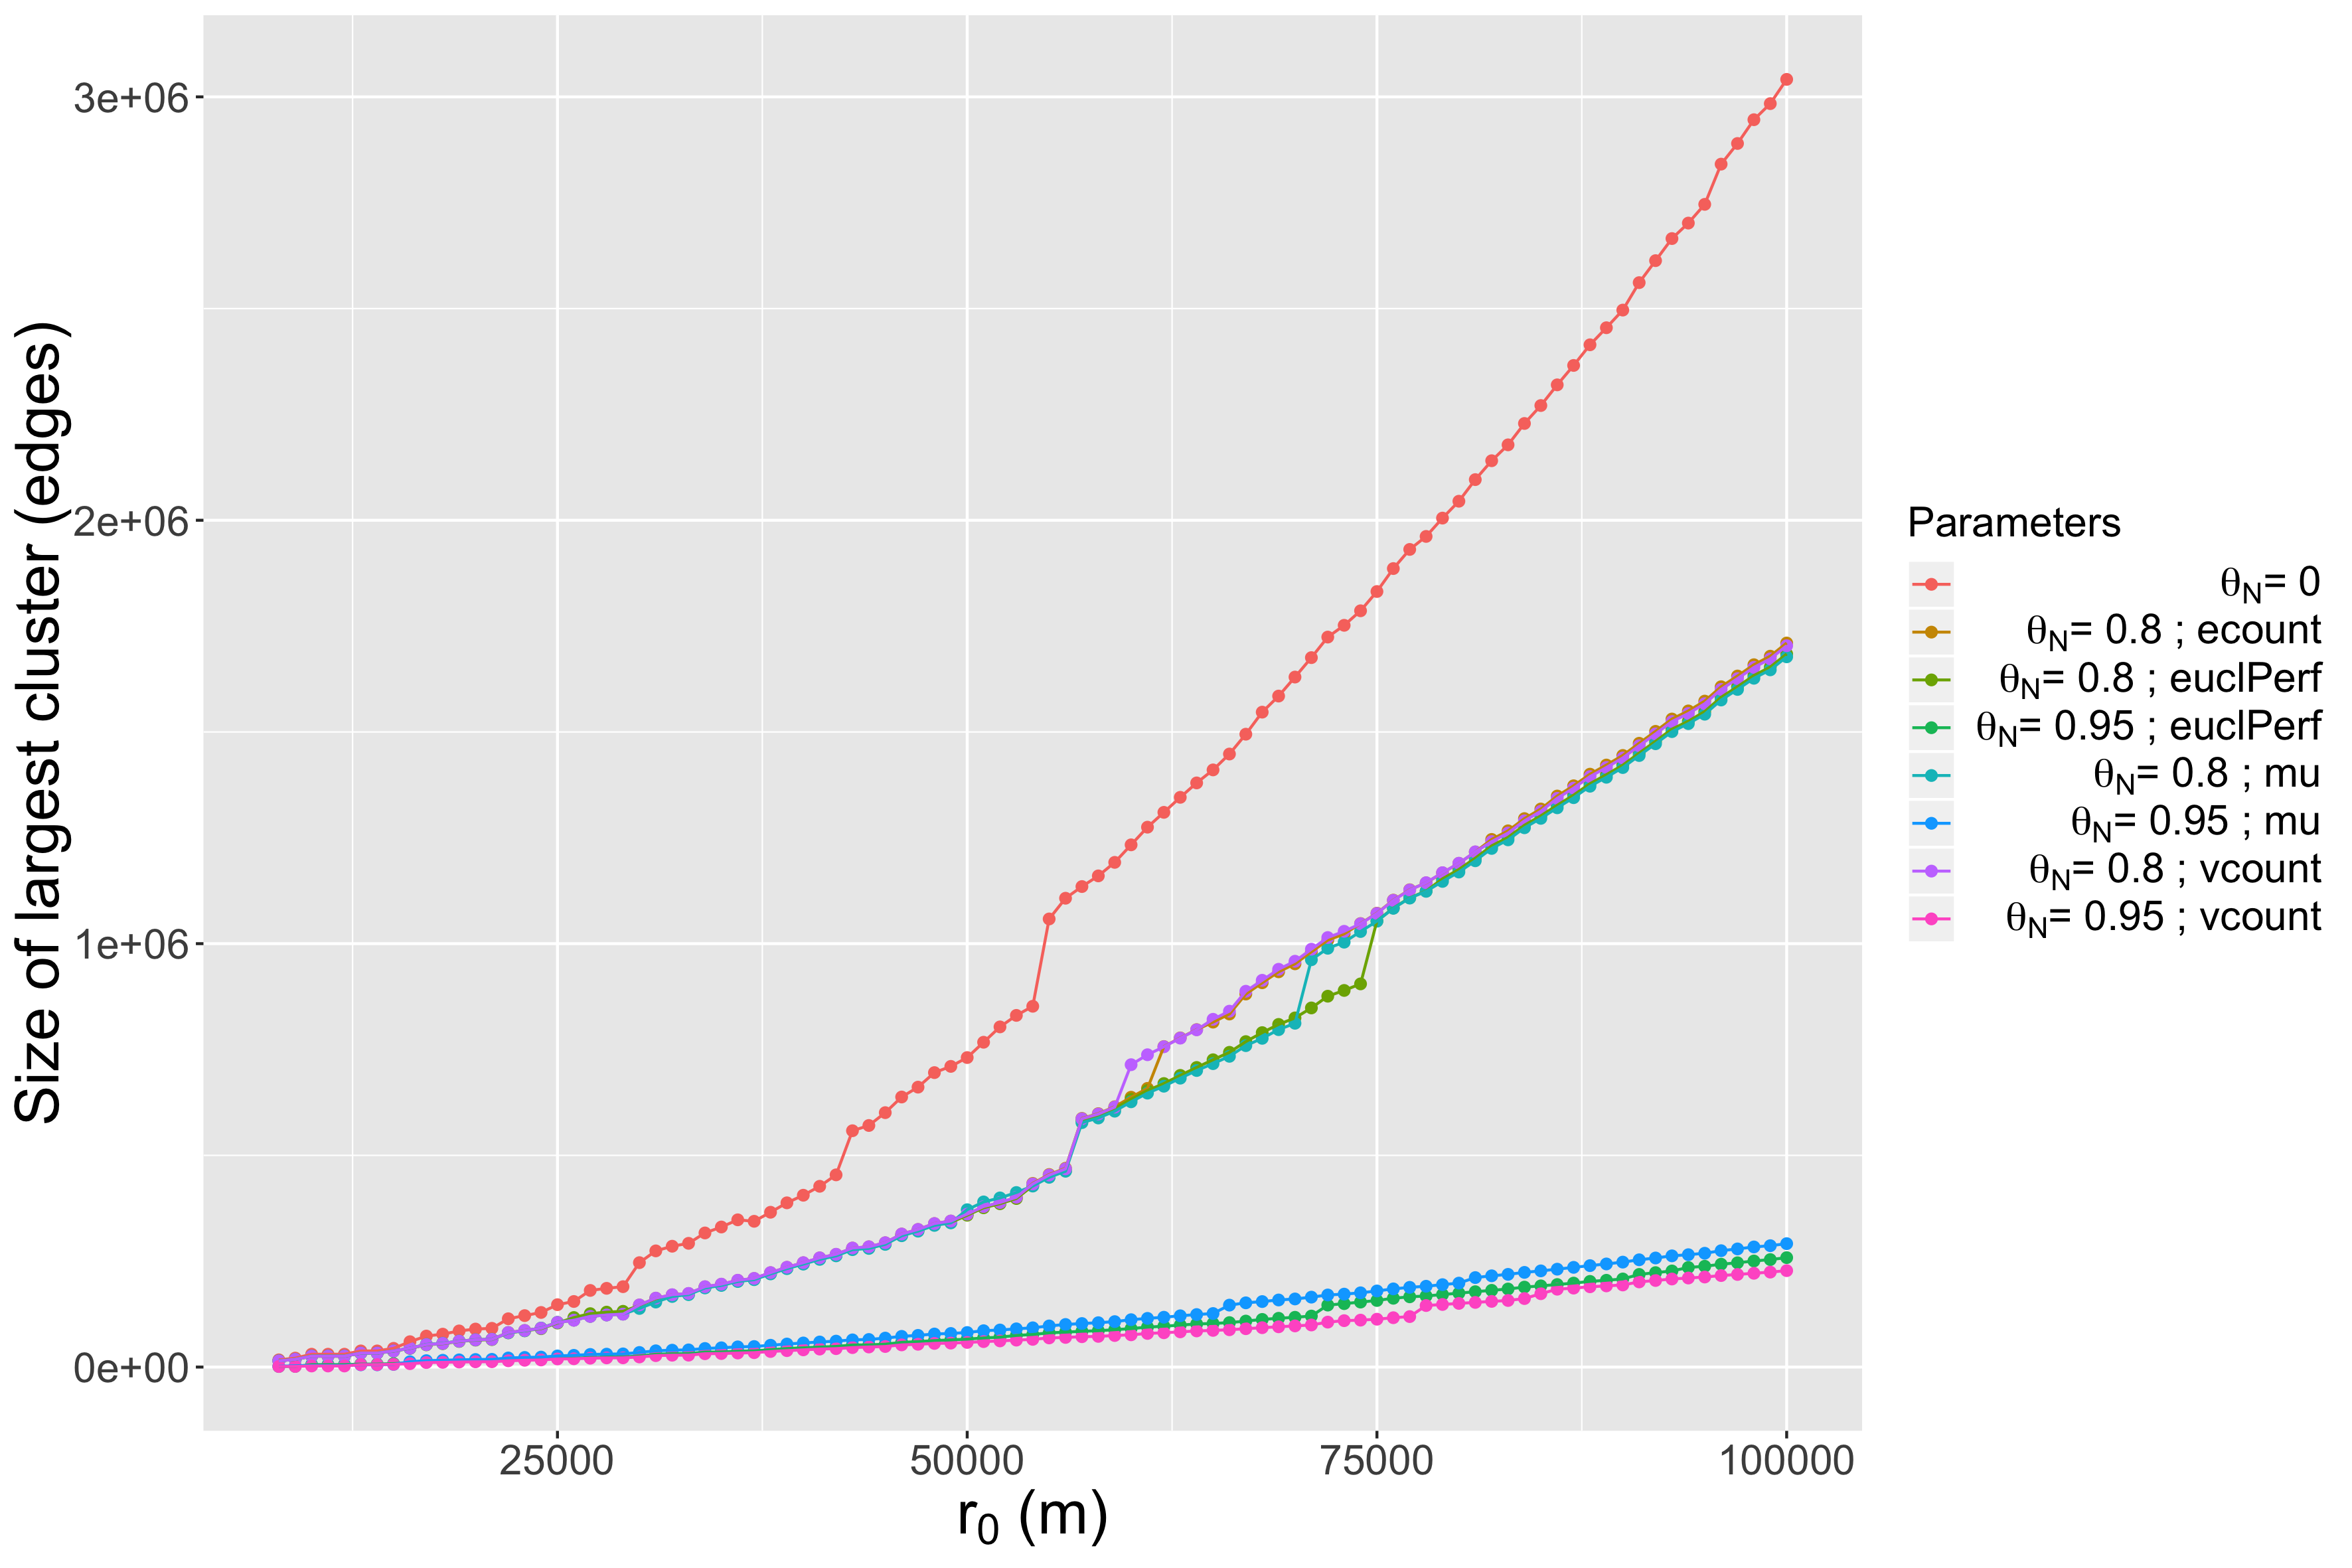 Size of largest cluster (edges)
3e+06
2e+06
1e+06
0e+00
25000
50000
75000
100000
r₀ (m)
Parameters
θN= 0
θN= 0.8 ; ecount
θN= 0.8 ; euclPerf
θN= 0.95 ; euclPerf
θN= 0.8 ; mu
θN= 0.95 ; mu
θN= 0.8 ; vcount
θN= 0.95 ; vcount